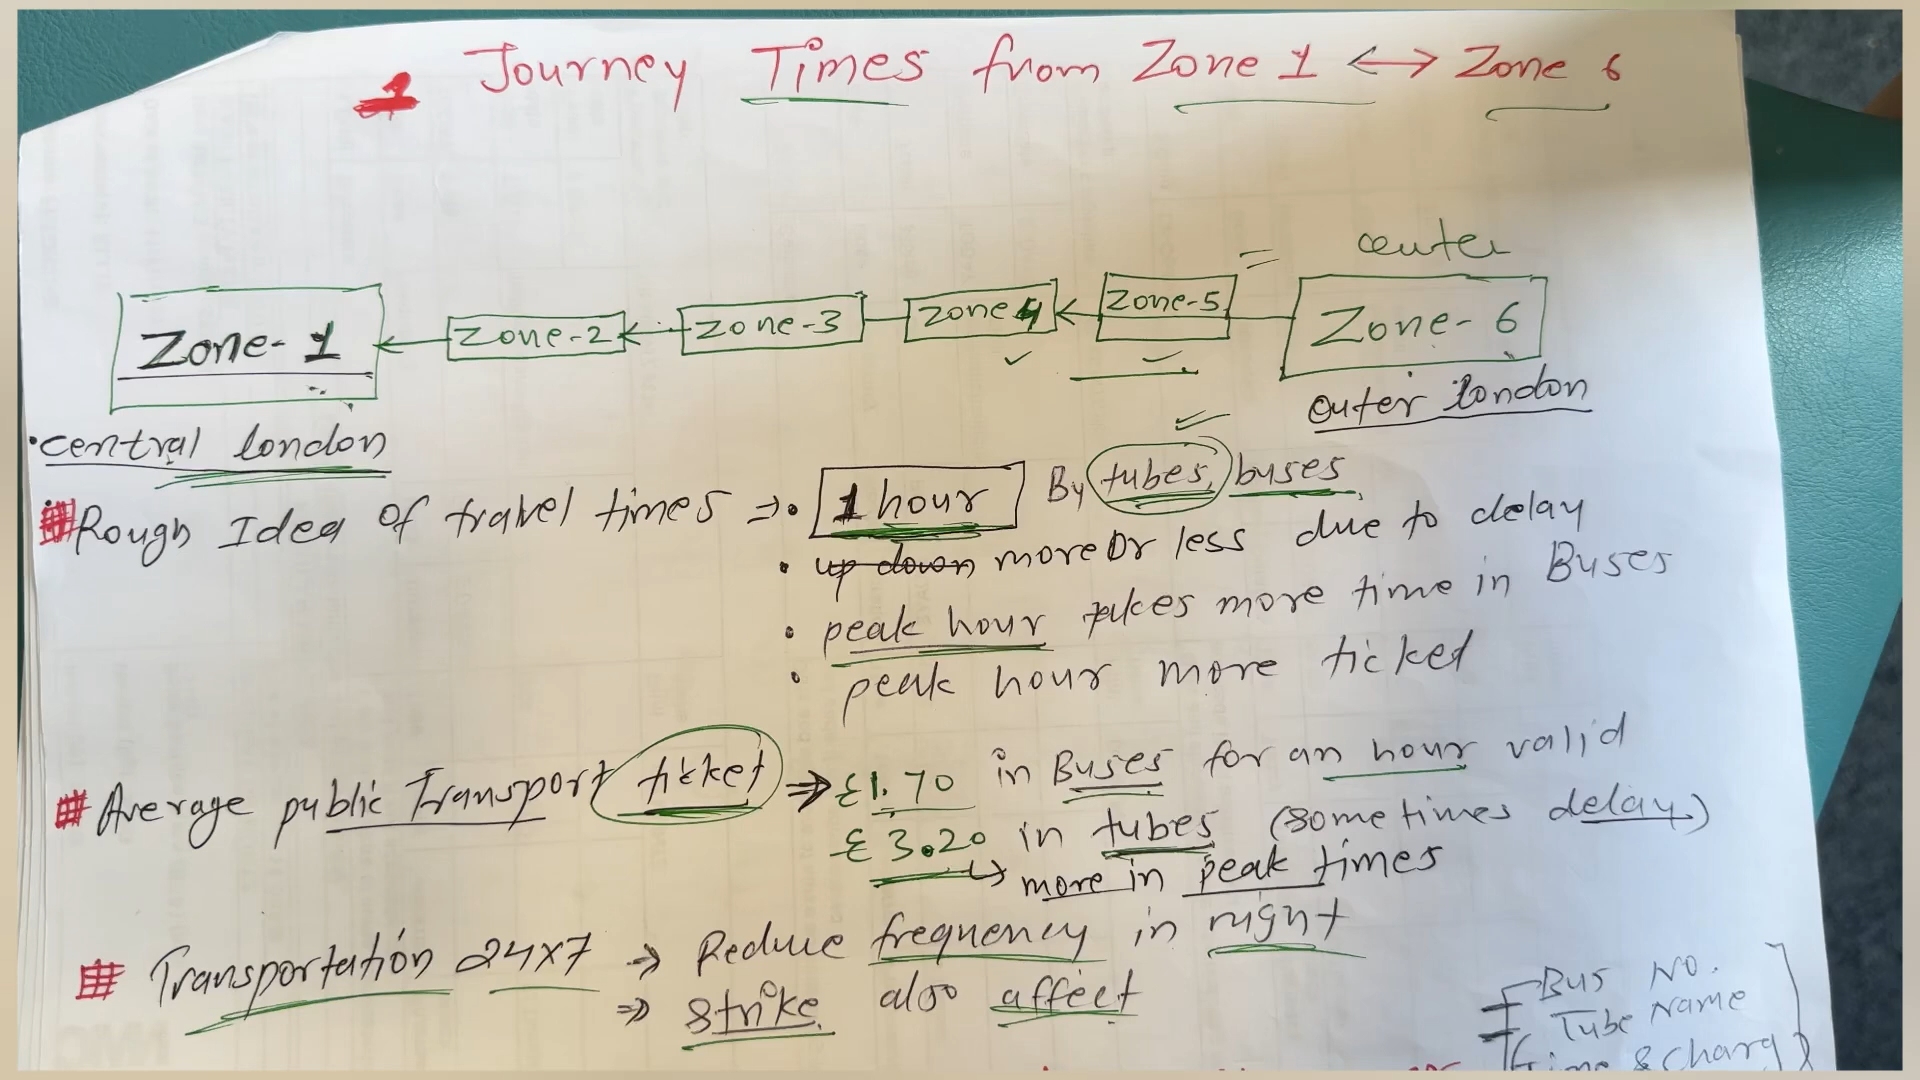 1 Journey Times from Zone 1 <-> Zone 6
outer
Zone-1 ← Zone-2 ← Zone-3 — Zone 4 ← Zone-5 — Zone-6
central london
outer london
# Rough Idea of travel times ⇒ • 1 hour By tubes, buses
• up down more or less due to delay
• peak hour takes more time in Buses
• peak hour more ticket
# Average public Transport ticket ⇒ £1.70 in Buses for an hour valid
£3.20 in tubes (sometimes delay)
↳ more in peak times
# Transportation 24x7 → Reduce frequency in night
⇒ strike also affect
Bus No.
Tube Name
Time & Charg